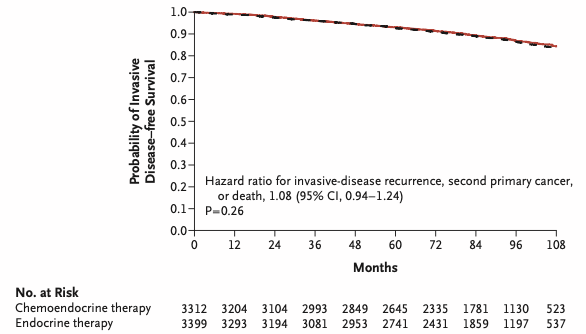 1.0
0.9
0.8
0.7
0.6
0.5
0.4
0.3
0.2
0.1
0.0
Probability of Invasive
Disease–free Survival
Hazard ratio for invasive-disease recurrence, second primary cancer,
or death, 1.08 (95% CI, 0.94–1.24)
P=0.26
0 12 24 36 48 60 72 84 96 108
Months
No. at Risk
Chemoendocrine therapy 3312 3204 3104 2993 2849 2645 2335 1781 1130 523
Endocrine therapy 3399 3293 3194 3081 2953 2741 2431 1859 1197 537